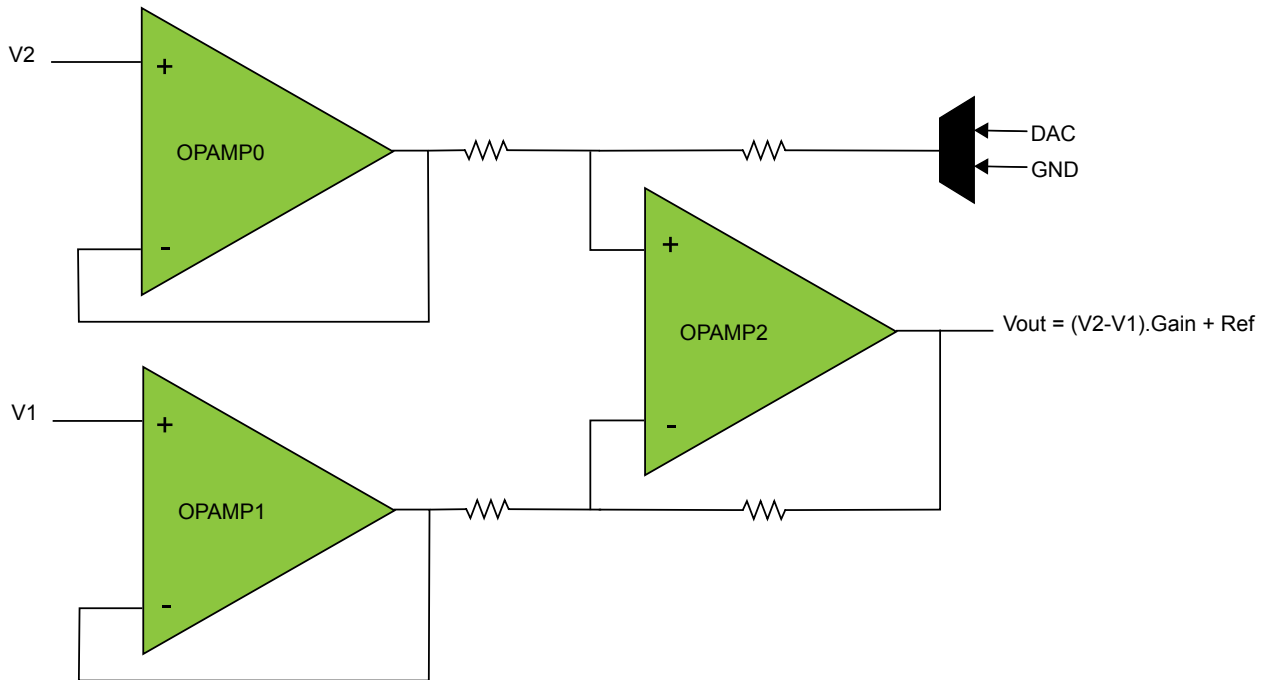 V2
+
OPAMP0
-
DAC
GND
+
OPAMP2
-
Vout = (V2-V1).Gain + Ref
V1
+
OPAMP1
-